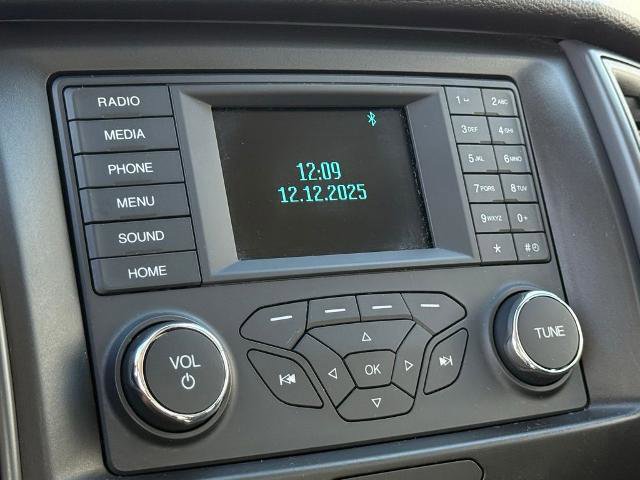 RADIO
MEDIA
PHONE
MENU
SOUND
HOME
12:09
12.12.2025
1
2ABC
3DEF
4GHI
5JKL
6MNO
7PQRS
8TUV
9WXYZ
0+
*
#
VOL
OK
TUNE